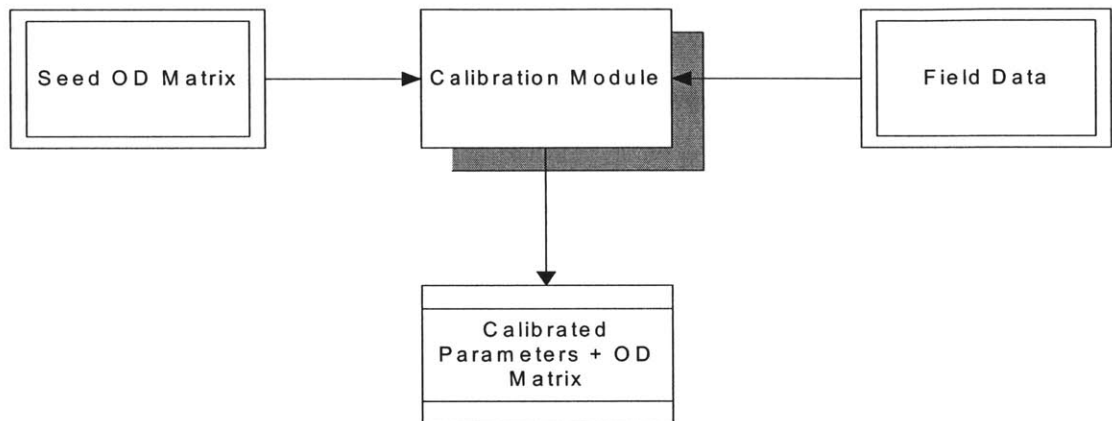 Seed OD Matrix
Calibration Module
Field Data
Calibrated
Parameters + OD
Matrix